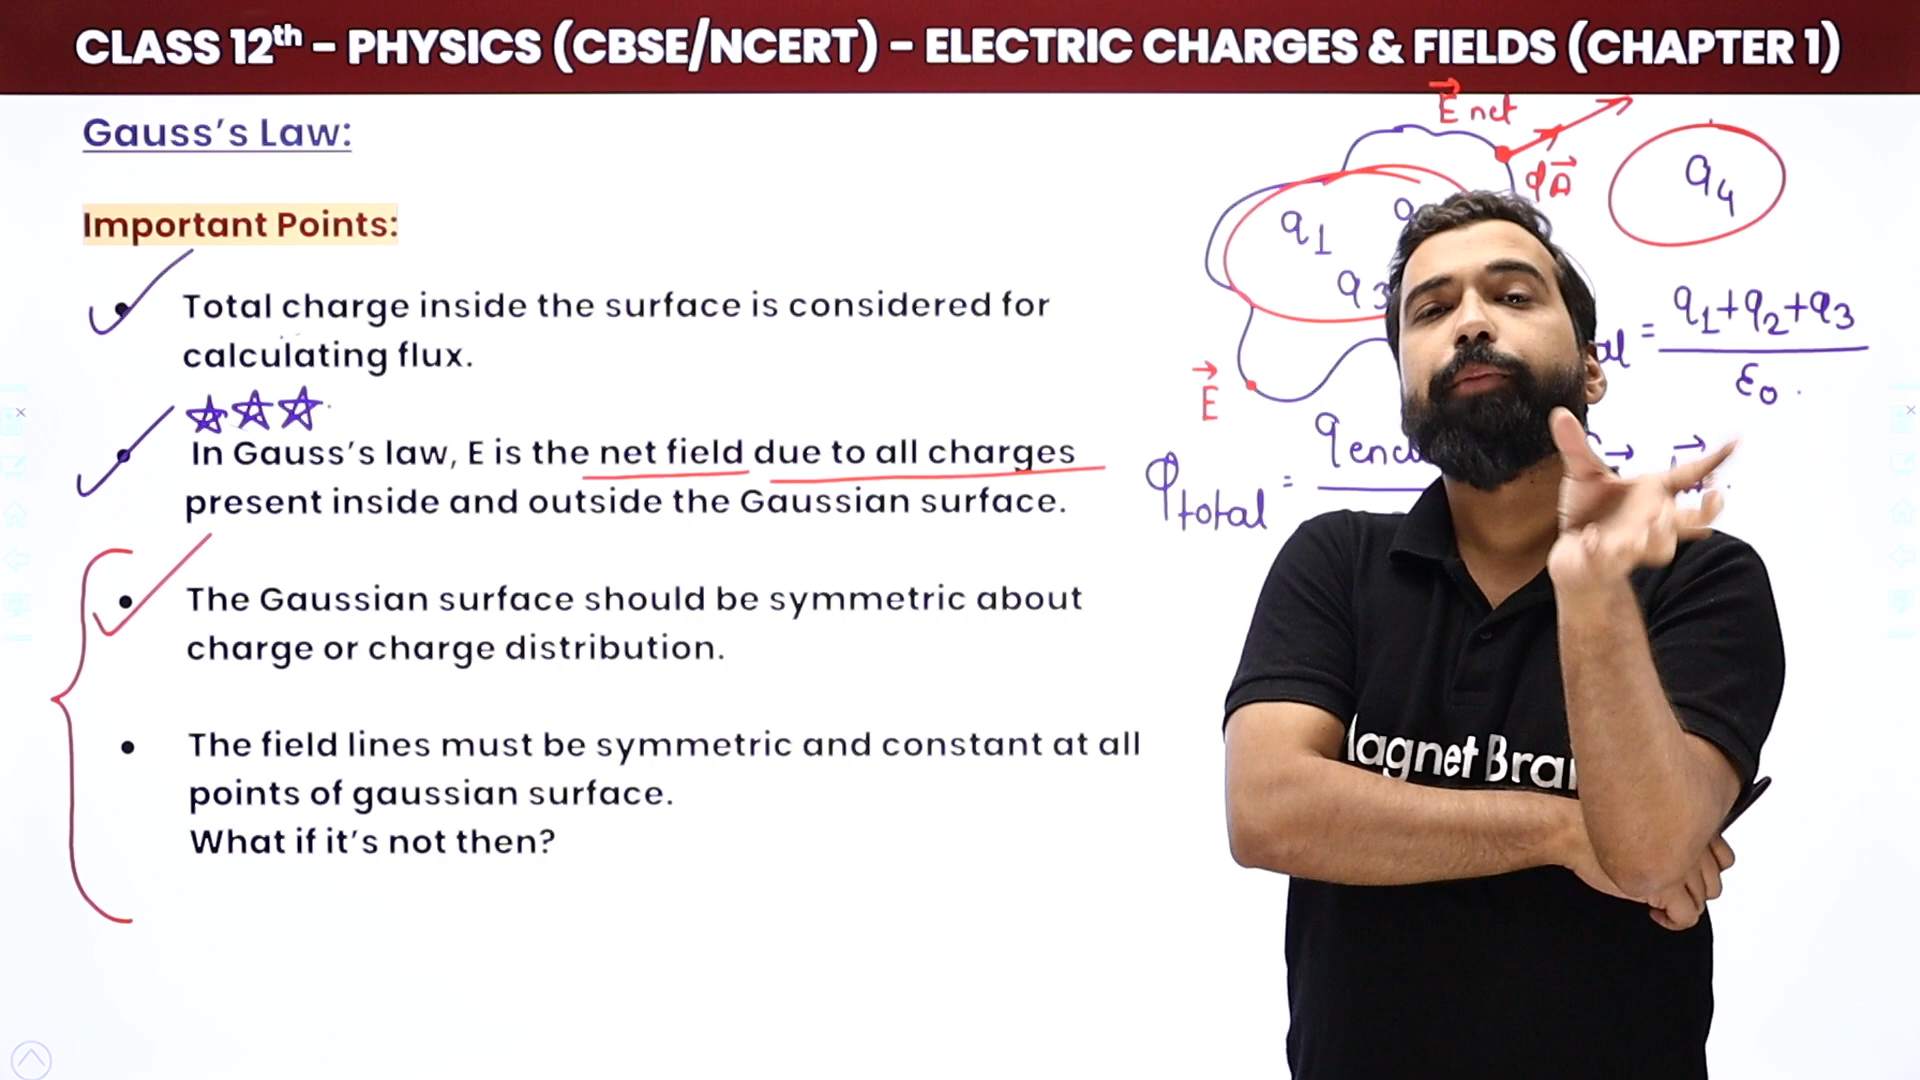 CLASS 12th – PHYSICS (CBSE/NCERT) – ELECTRIC CHARGES & FIELDS (CHAPTER 1)
Gauss's Law:
Important Points:
• Total charge inside the surface is considered for
calculating flux.
• In Gauss's law, E is the net field due to all charges
present inside and outside the Gaussian surface.
• The Gaussian surface should be symmetric about
charge or charge distribution.
• The field lines must be symmetric and constant at all
points of gaussian surface.
What if it's not then?
E net
dA
q1
q3
q4
E
= q1+q2+q3
ε0
φtotal =
Magnet Bra